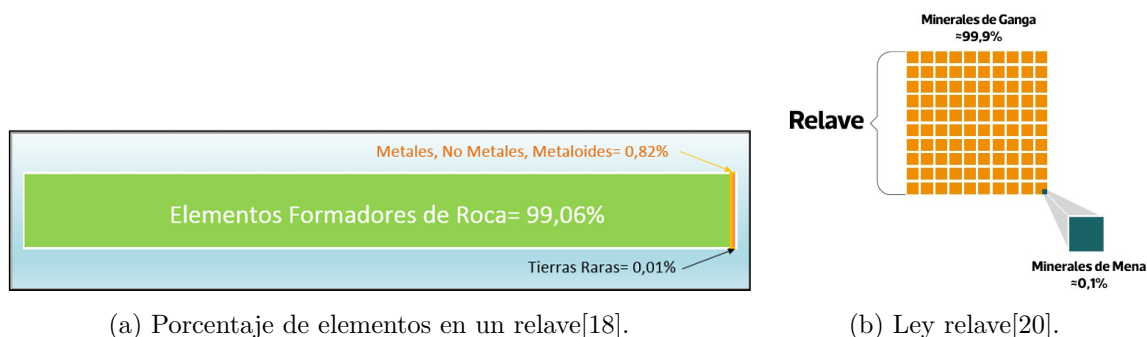 Metales, No Metales, Metaloides= 0,82%
Elementos Formadores de Roca= 99,06%
Tierras Raras= 0,01%
(a) Porcentaje de elementos en un relave[18].
Minerales de Ganga
≈99,9%
Relave
Minerales de Mena
≈0,1%
(b) Ley relave[20].